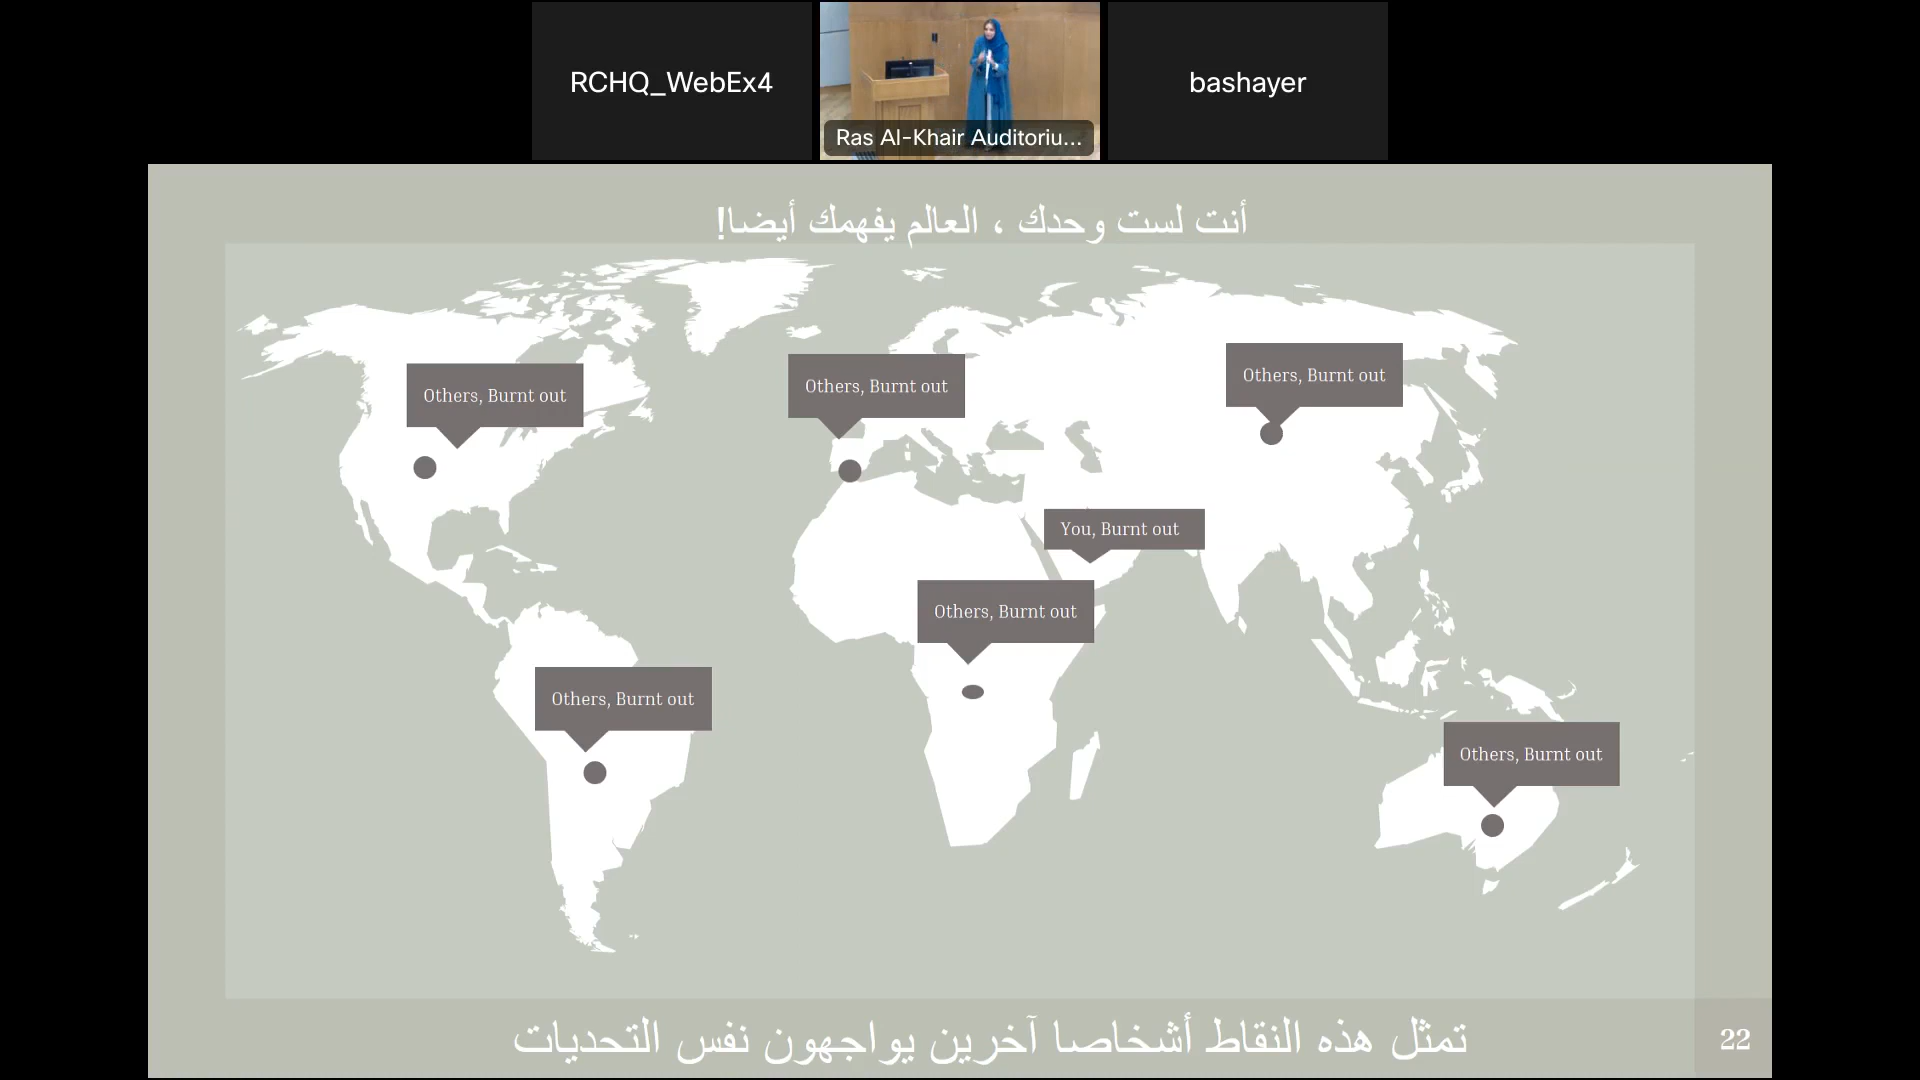 RCHQ_WebEx4
Ras Al-Khair Auditoriu...
bashayer
أنت لست وحدك ، العالم يفهمك أيضا!
Others, Burnt out
Others, Burnt out
Others, Burnt out
You, Burnt out
Others, Burnt out
Others, Burnt out
Others, Burnt out
تمثل هذه النقاط أشخاصا آخرين يواجهون نفس التحديات
22